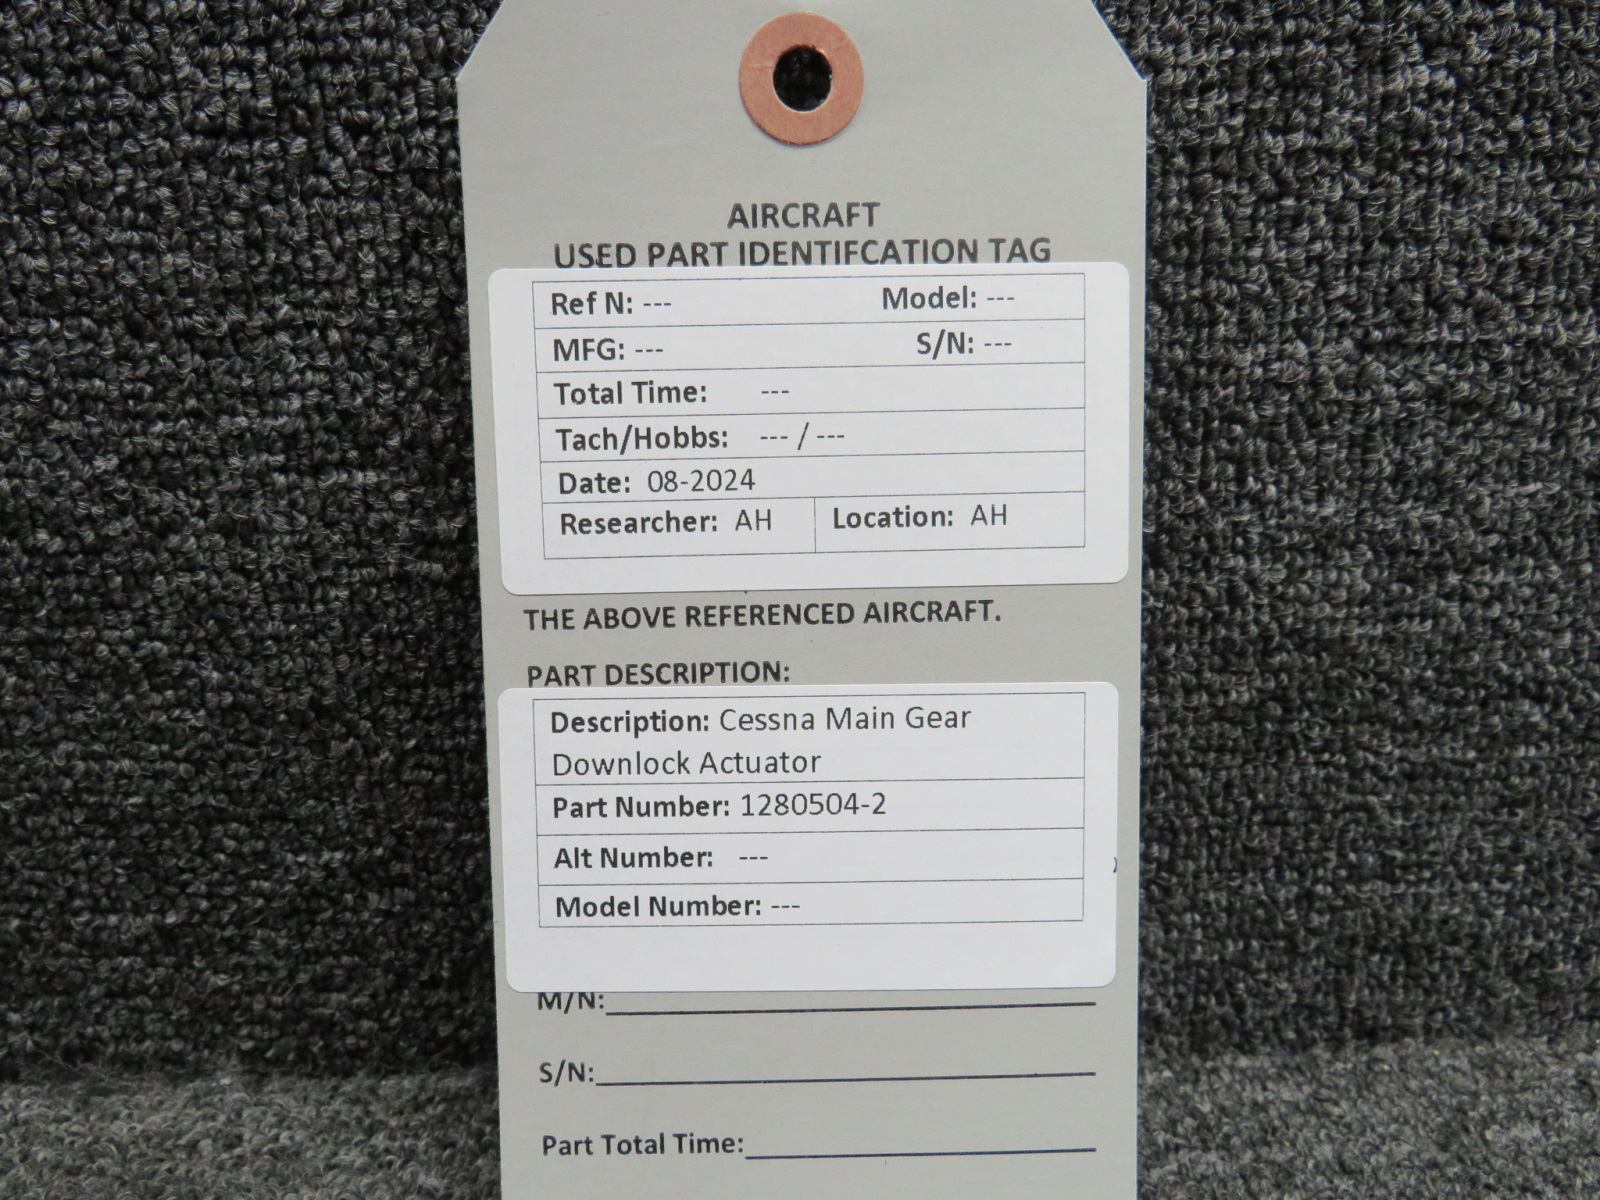 AIRCRAFT
USED PART IDENTIFCATION TAG
Ref N: --- Model: ---
MFG: --- S/N: ---
Total Time: ---
Tach/Hobbs: --- / ---
Date: 08-2024
Researcher: AH Location: AH
THE ABOVE REFERENCED AIRCRAFT.
PART DESCRIPTION:
Description: Cessna Main Gear
Downlock Actuator
Part Number: 1280504-2
Alt Number: ---
Model Number: ---
M/N:
S/N:
Part Total Time: